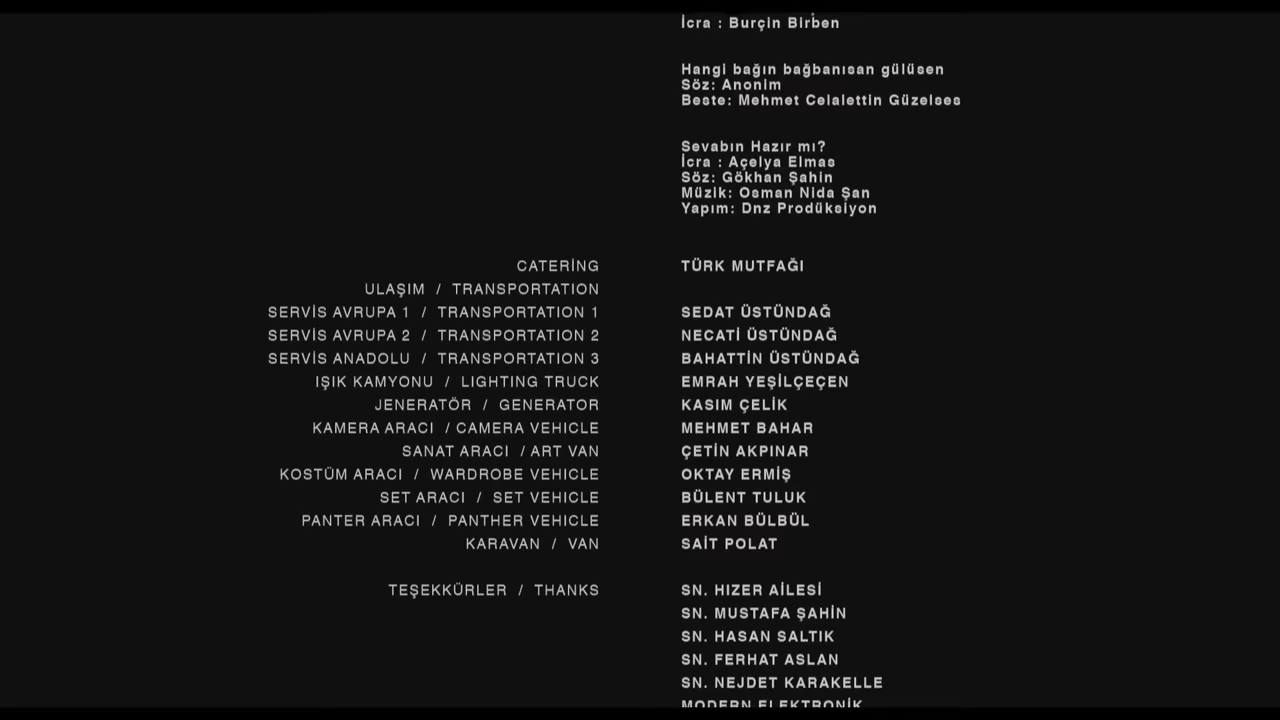 İcra : Burçin Birben
Hangi bağın bağbanısan gülüsen
Söz: Anonim
Beste: Mehmet Celalettin Güzelses
Sevabın Hazır mı?
İcra : Açelya Elmas
Söz: Gökhan Şahin
Müzik: Osman Nida Şan
Yapım: Dnz Prodüksiyon
CATERİNG TÜRK MUTFAĞI
ULAŞIM / TRANSPORTATION
SERVİS AVRUPA 1 / TRANSPORTATION 1 SEDAT ÜSTÜNDAĞ
SERVİS AVRUPA 2 / TRANSPORTATION 2 NECATİ ÜSTÜNDAĞ
SERVİS ANADOLU / TRANSPORTATION 3 BAHATTİN ÜSTÜNDAĞ
IŞIK KAMYONU / LIGHTING TRUCK EMRAH YEŞİLÇEÇEN
JENERATÖR / GENERATOR KASIM ÇELİK
KAMERA ARACI / CAMERA VEHICLE MEHMET BAHAR
SANAT ARACI / ART VAN ÇETİN AKPINAR
KOSTÜM ARACI / WARDROBE VEHICLE OKTAY ERMİŞ
SET ARACI / SET VEHICLE BÜLENT TULUK
PANTER ARACI / PANTHER VEHICLE ERKAN BÜLBÜL
KARAVAN / VAN SAİT POLAT
TEŞEKKÜRLER / THANKS SN. HIZER AİLESİ
SN. MUSTAFA ŞAHİN
SN. HASAN SALTIK
SN. FERHAT ASLAN
SN. NEJDET KARAKELLE
MODERN ELEKTRONİK